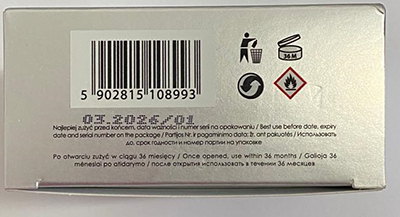 36 M
5 902815 108993
03.2026/01
Najlepiej zużyć przed końcem, data ważności i numer serii na opakowaniu / Best use before date, expiry
date and serial number on the package / Partijos Nr. ir pagaminimo data: žr. ant pakuotės / Использовать
до, срок годности и номер партии на упаковке
Po otwarciu zużyć w ciągu 36 miesięcy / Once opened, use within 36 months / Galioja 36
mėnesiai po atidarymo / после открытия использовать в течении 36 месяцев